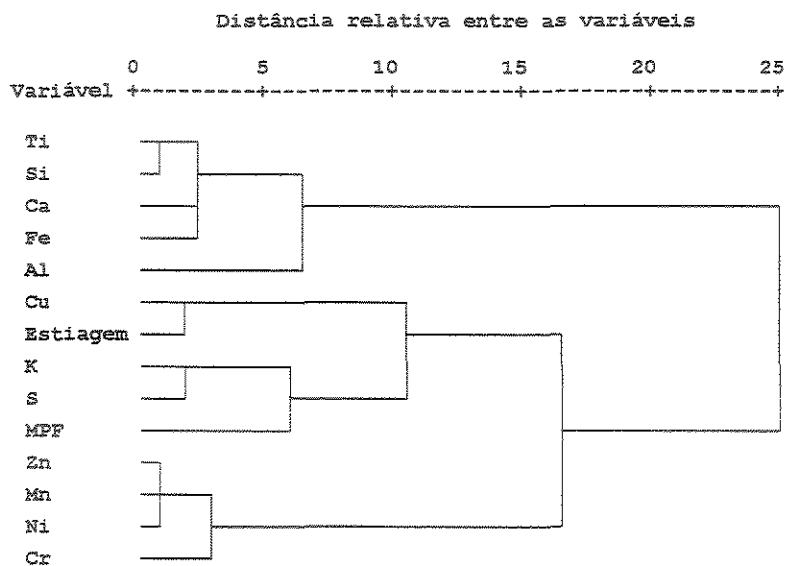 Distância relativa entre as variáveis
0 5 10 15 20 25
Variável +---------+---------+---------+---------+---------+
Ti
Si
Ca
Fe
Al
Cu
Estiagem
K
S
MPF
Zn
Mn
Ni
Cr